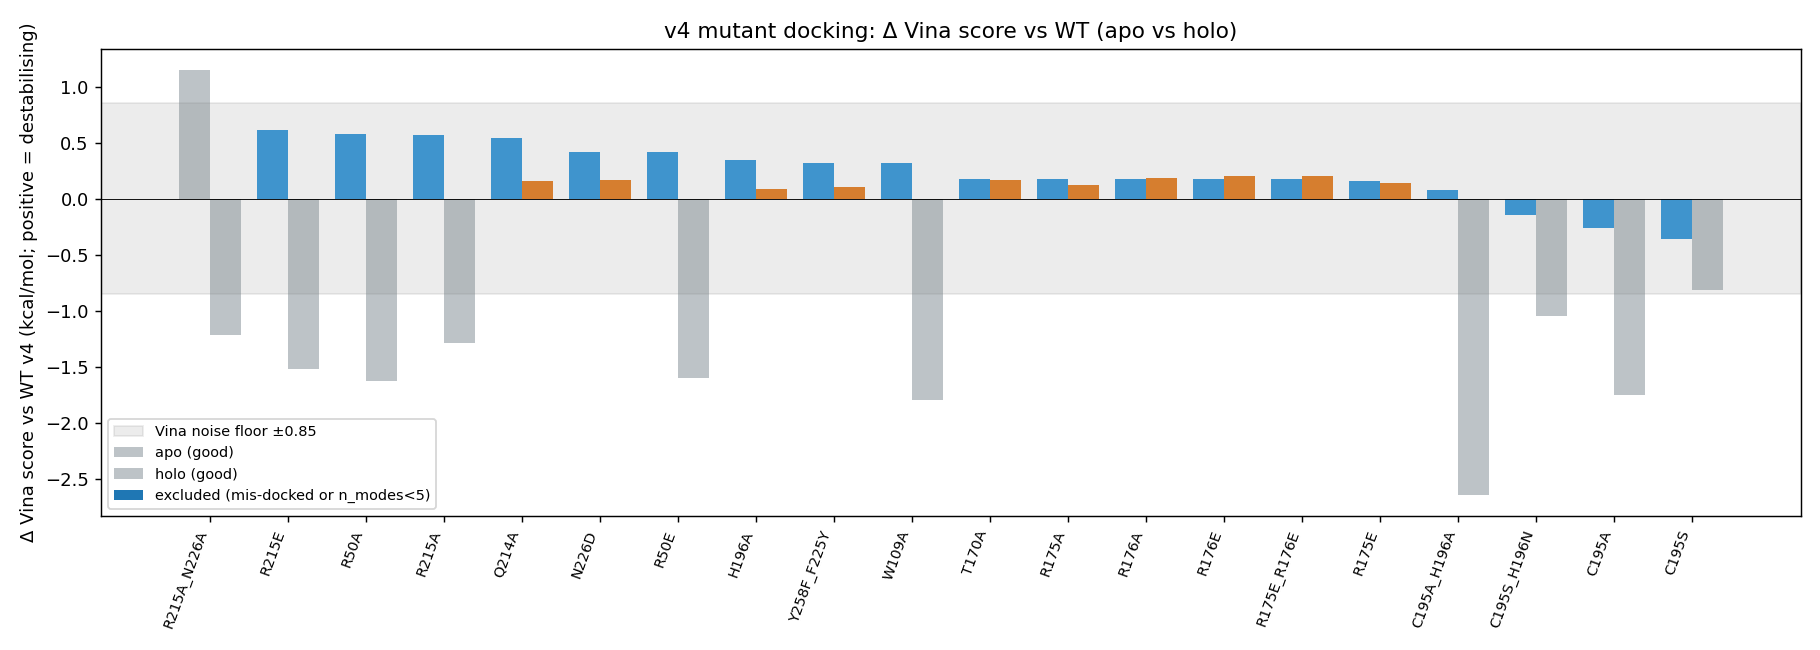 v4 mutant docking: Δ Vina score vs WT (apo vs holo)
Δ Vina score vs WT v4 (kcal/mol; positive = destabilising)
1.0
0.5
0.0
−0.5
−1.0
−1.5
−2.0
−2.5
Vina noise floor ±0.85
apo (good)
holo (good)
excluded (mis-docked or n_modes<5)
R215A_N226A
R215E
R50A
R215A
Q214A
N226D
R50E
H196A
Y258F_F225Y
W109A
T170A
R175A
R176A
R176E
R175E_R176E
R175E
C195A_H196A
C195S_H196N
C195A
C195S